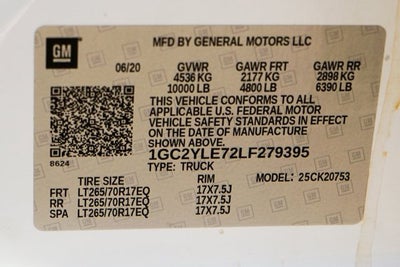 GM
MFD BY GENERAL MOTORS LLC
06/20 GVWR GAWR FRT GAWR RR
4536 KG 2177 KG 2898 KG
10000 LB 4800 LB 6390 LB
THIS VEHICLE CONFORMS TO ALL
APPLICABLE U.S. FEDERAL MOTOR
VEHICLE SAFETY STANDARDS IN EFFECT
ON THE DATE OF MANUFACTURE
SHOWN ABOVE.
8624
1GC2YLE72LF279395
TYPE: TRUCK
TIRE SIZE RIM MODEL: 25CK20753
FRT LT265/70R17EQ 17X7.5J
RR LT265/70R17EQ 17X7.5J
SPA LT265/70R17EQ 17X7.5J